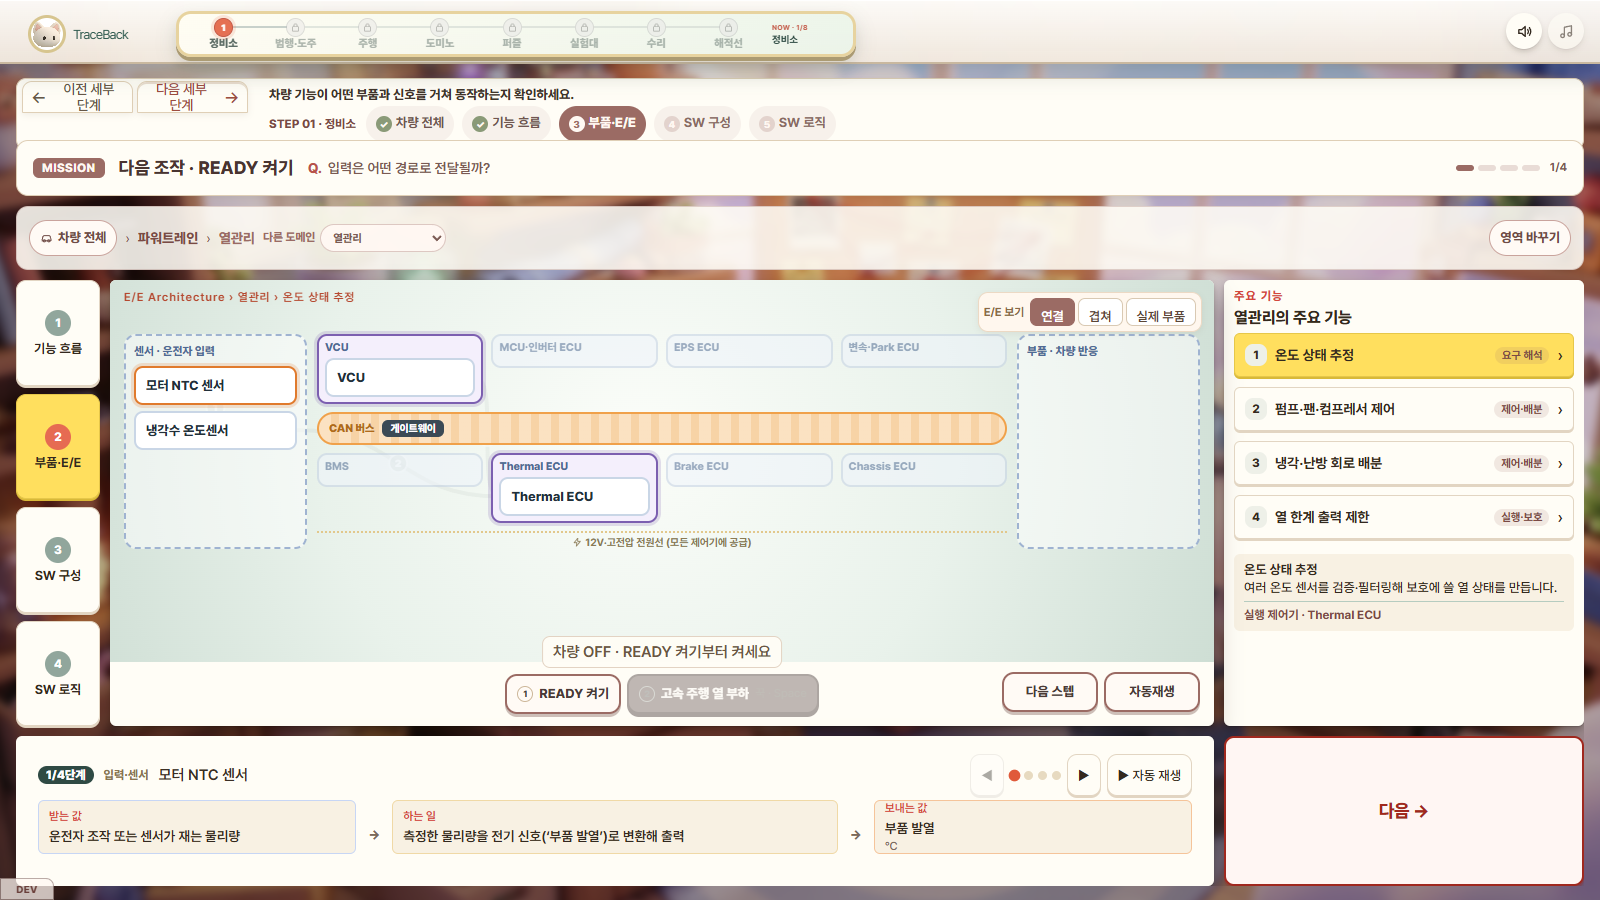 TraceBack
1
정비소
범행·도주
주행
도미노
퍼즐
실험대
수리
해적선
NOW · 1/8
정비소
← 이전 세부 단계
다음 세부 단계 →
차량 기능이 어떤 부품과 신호를 거쳐 동작하는지 확인하세요.
STEP 01 · 정비소
차량 전체
기능 흐름
3 부품·E/E
4 SW 구성
5 SW 로직
MISSION 다음 조작 · READY 켜기 Q. 입력은 어떤 경로로 전달될까?
1/4
차량 전체 › 파워트레인 › 열관리 다른 도메인 열관리
영역 바꾸기
1
기능 흐름
2
부품·E/E
3
SW 구성
4
SW 로직
E/E Architecture › 열관리 › 온도 상태 추정
E/E 보기 연결 겹쳐 실제 부품
센서 · 운전자 입력
모터 NTC 센서
냉각수 온도센서
VCU
VCU
MCU·인버터 ECU
EPS ECU
변속·Park ECU
CAN 버스 게이트웨이
BMS
Thermal ECU
Thermal ECU
Brake ECU
Chassis ECU
12V·고전압 전원선 (모든 제어기에 공급)
부품 · 차량 반응
차량 OFF · READY 켜기부터 켜세요
1 READY 켜기
고속 주행 열 부하
다음 스텝
자동재생
주요 기능
열관리의 주요 기능
1 온도 상태 추정 요구 해석 ›
2 펌프·팬·컴프레서 제어 제어·배분 ›
3 냉각·난방 회로 배분 제어·배분 ›
4 열 한계 출력 제한 실행·보호 ›
온도 상태 추정
여러 온도 센서를 검증·필터링해 보호에 쓸 열 상태를 만듭니다.
실행 제어기 · Thermal ECU
1/4단계 입력·센서 모터 NTC 센서
◀ ▶ ▶ 자동 재생
받는 값
운전자 조작 또는 센서가 재는 물리량
→
하는 일
측정한 물리량을 전기 신호(‘부품 발열’)로 변환해 출력
→
보내는 값
부품 발열
°C
다음 →
DEV